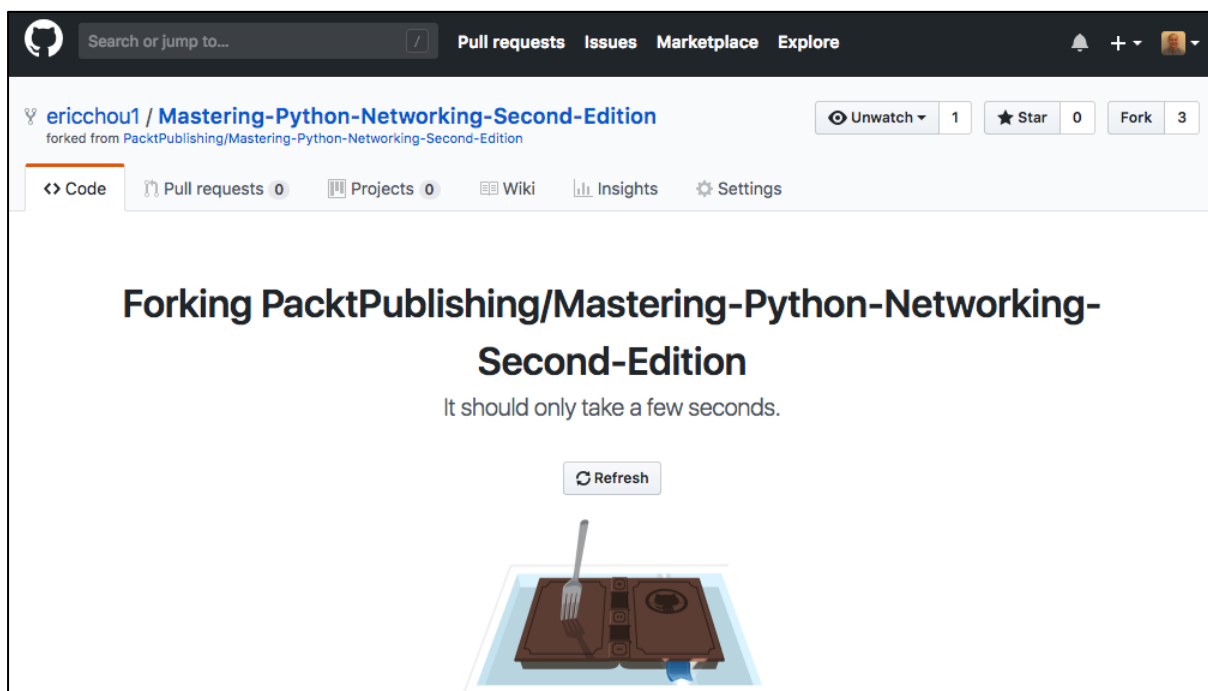 Search or jump to... / Pull requests Issues Marketplace Explore
ericchou1 / Mastering-Python-Networking-Second-Edition Unwatch 1 Star 0 Fork 3
forked from PacktPublishing/Mastering-Python-Networking-Second-Edition
Code Pull requests 0 Projects 0 Wiki Insights Settings
Forking PacktPublishing/Mastering-Python-Networking-
Second-Edition
It should only take a few seconds.
Refresh